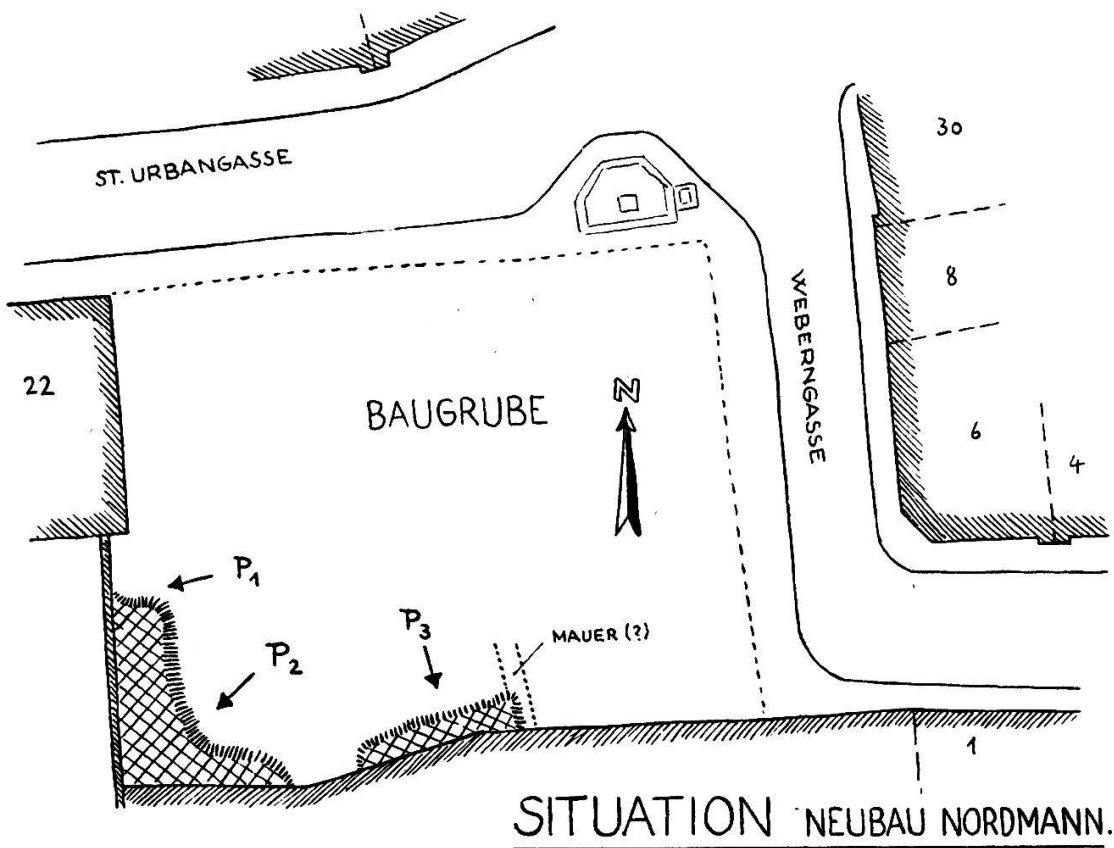 ST. URBANGASSE
30
8
WEBERNGASSE
22
BAUGRUBE
N
6
4
P1
P2
P3
MAUER (?)
1
SITUATION NEUBAU NORDMANN.